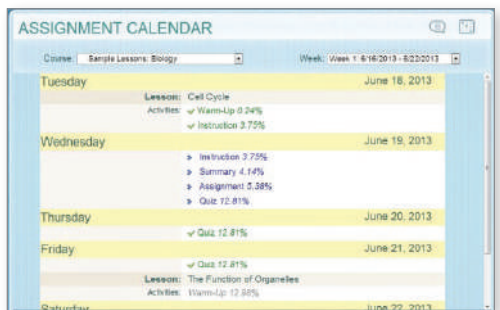 ASSIGNMENT CALENDAR
Course: Sample Lessons: Biology Week: Week 1: 6/16/2013 - 6/22/2013
Tuesday June 18, 2013
Lesson: Cell Cycle
Activities: Warm-Up 0.24%
Instruction 3.75%
Wednesday June 19, 2013
Instruction 3.75%
Summary 4.14%
Assignment 5.38%
Quiz 12.81%
Thursday June 20, 2013
Quiz 12.81%
Friday June 21, 2013
Quiz 12.81%
Lesson: The Function of Organelles
Activities: Warm-Up 12.98%
Saturday June 22, 2013